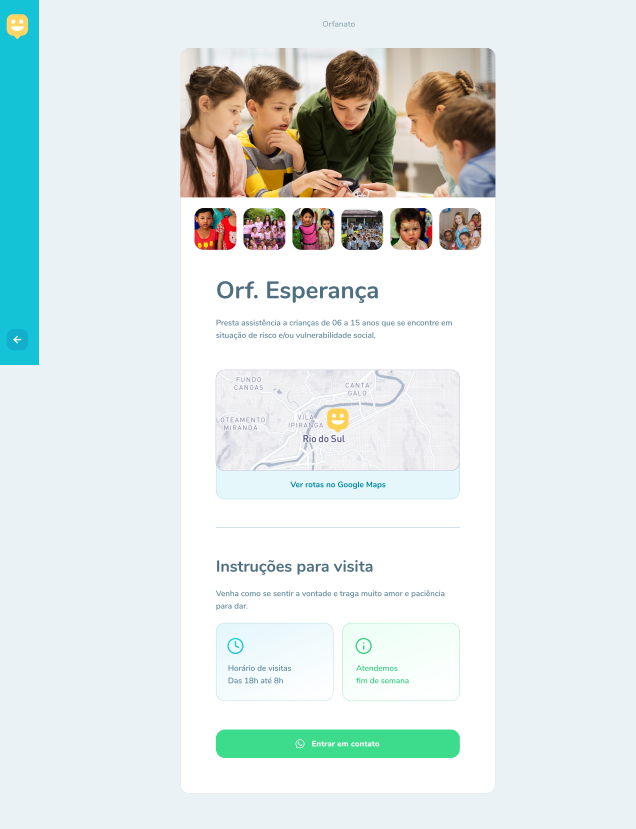 Orfanato
Orf. Esperança
Presta assistência a crianças de 06 a 15 anos que se encontre em
situação de risco e/ou vulnerabilidade social.
FUNDO
CANOAS
CANTA
GALO
LOTEAMENTO
MIRANDA
VILA
IPIRANGA
Rio do Sul
Ver rotas no Google Maps
Instruções para visita
Venha como se sentir a vontade e traga muito amor e paciência
para dar.
Horário de visitas
Das 18h até 8h
Atendemos
fim de semana
Entrar em contato